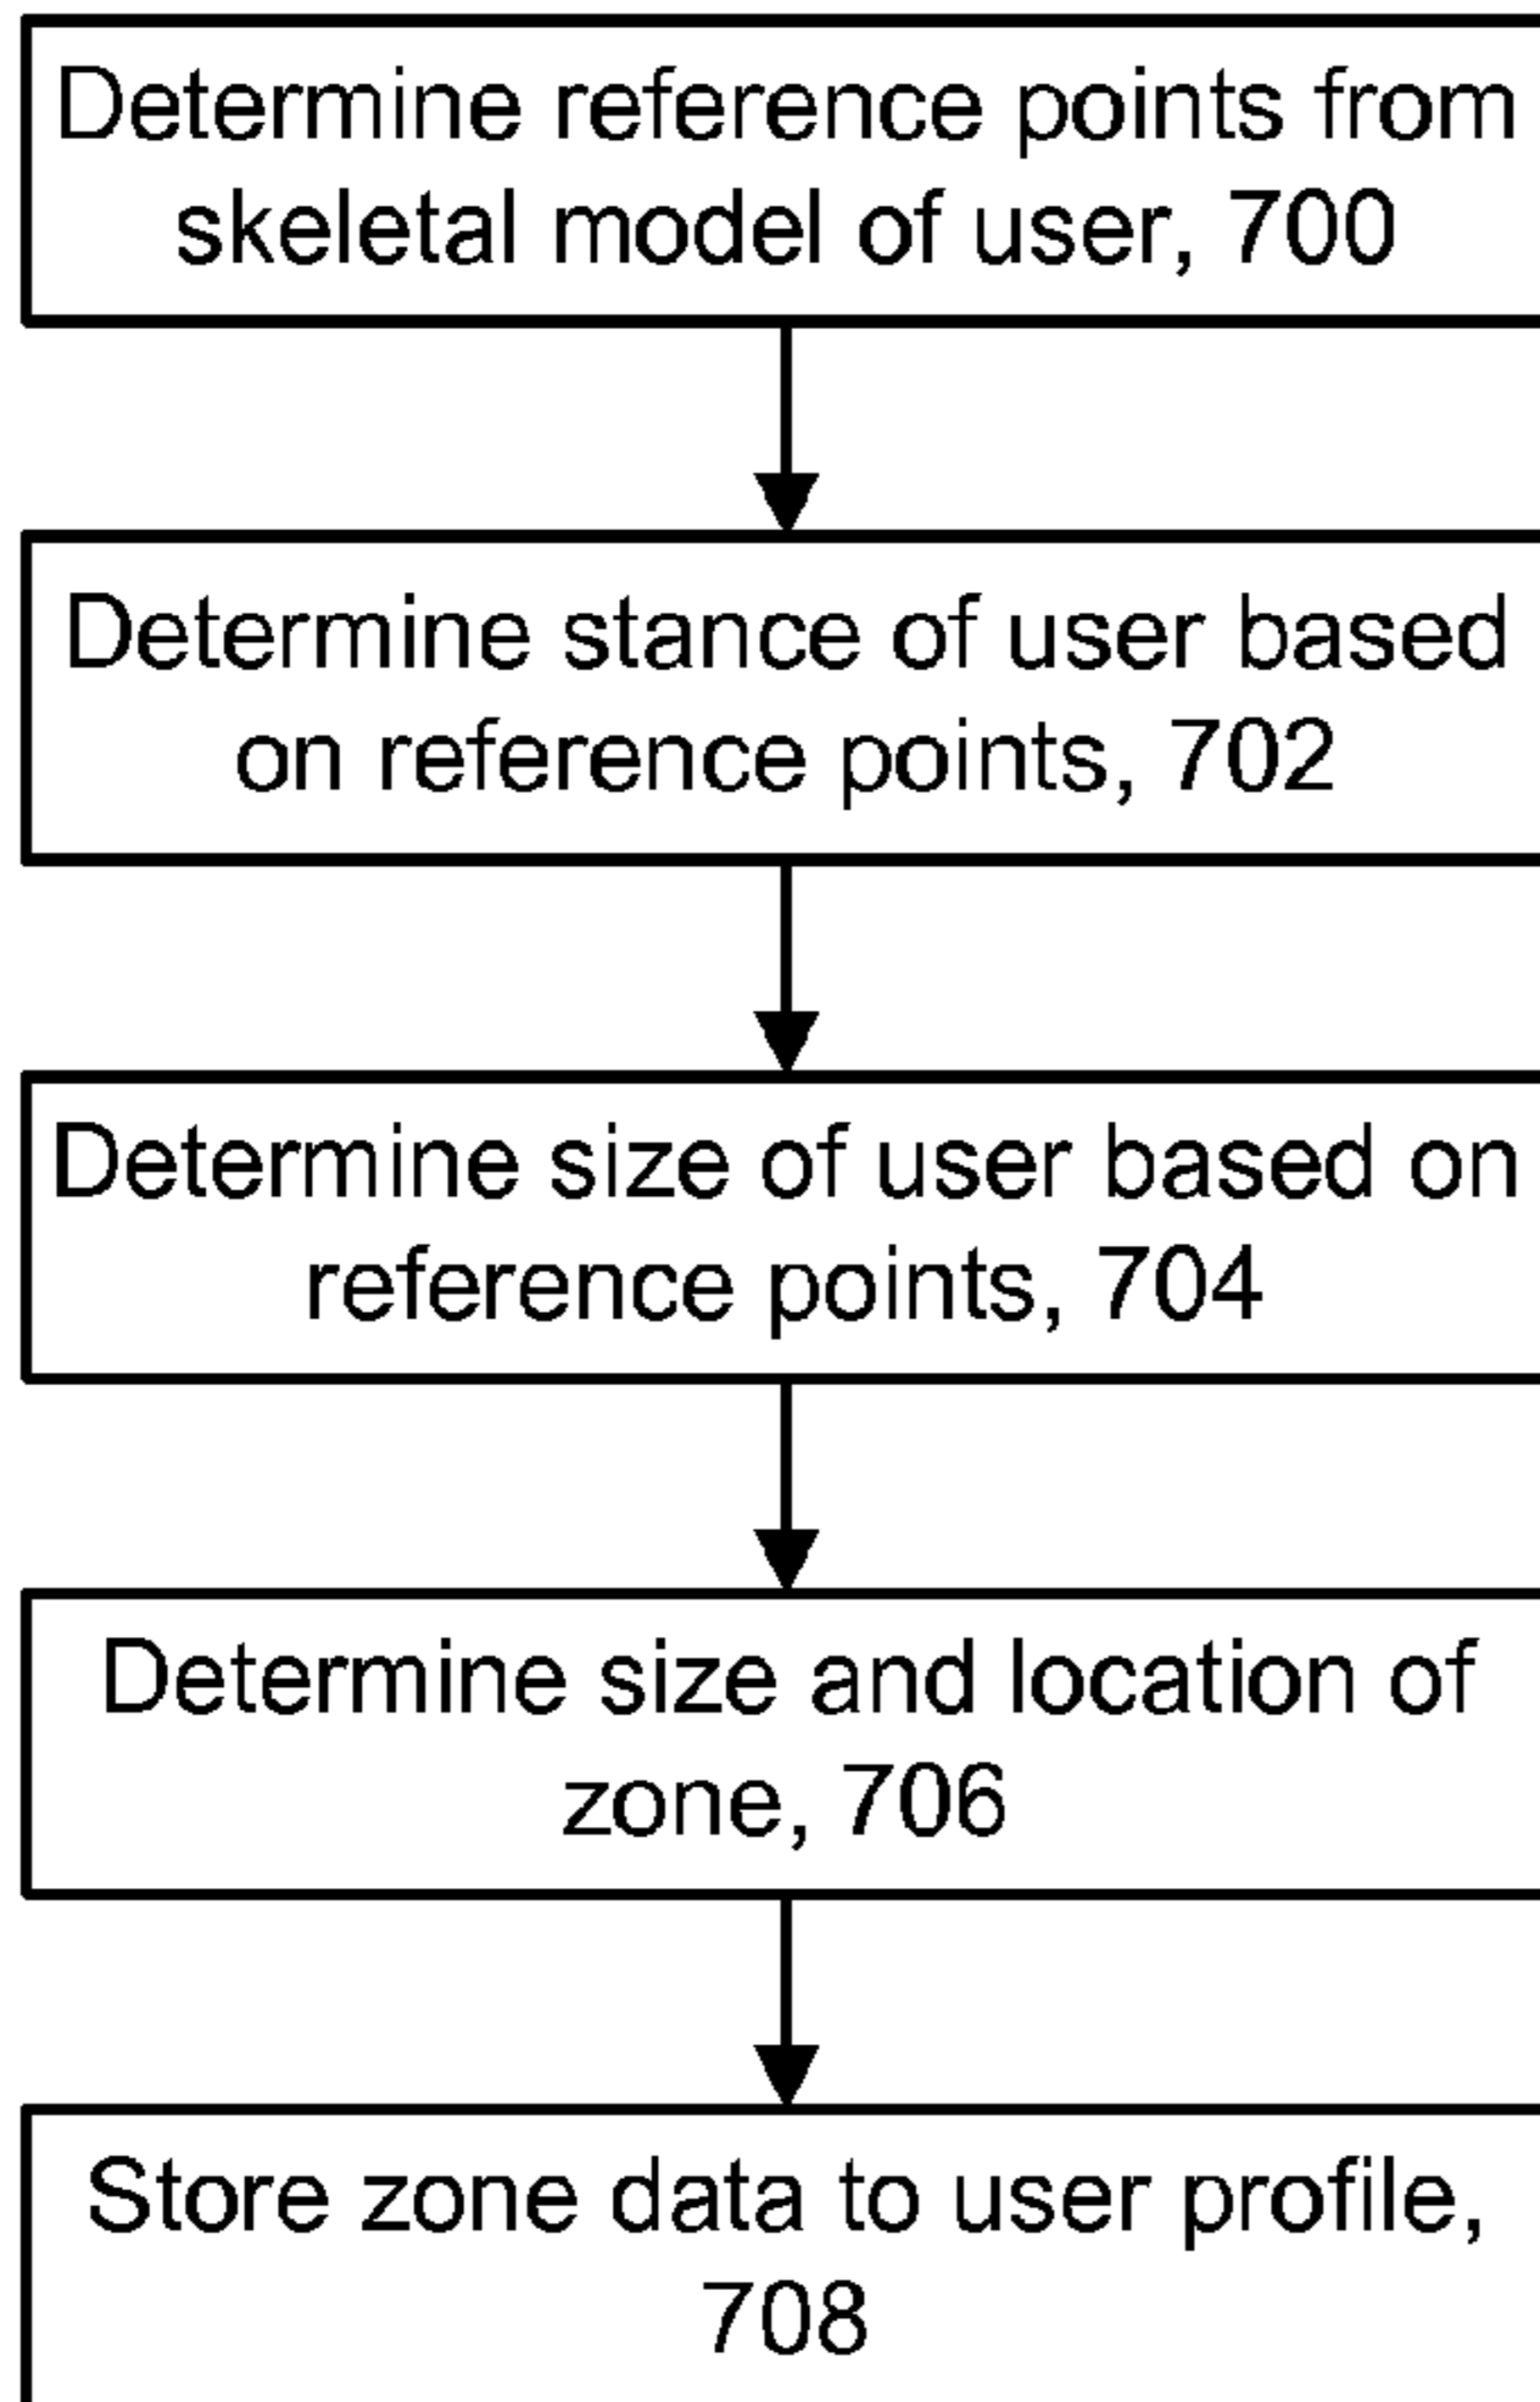 Determine reference points from
skeletal model of user, 700
Determine stance of user based
on reference points, 702
Determine size of user based on
reference points, 704
Determine size and location of
zone, 706
Store zone data to user profile,
708